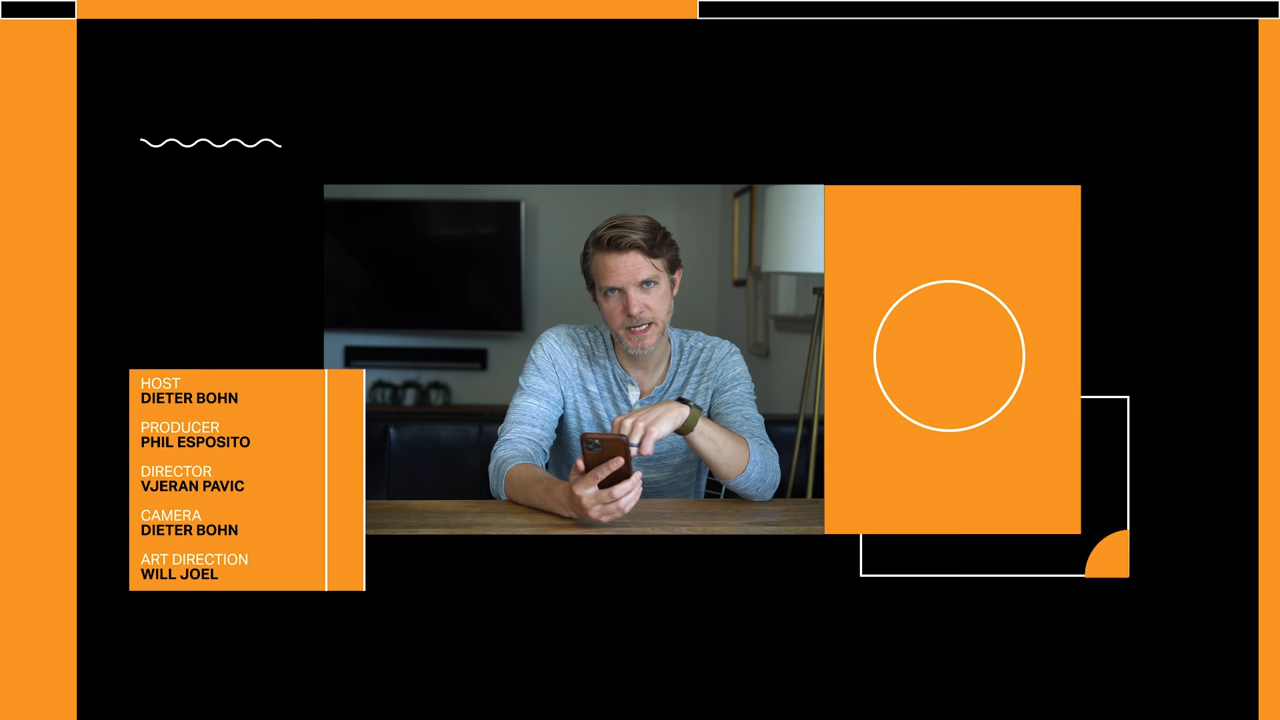 HOST
DIETER BOHN
PRODUCER
PHIL ESPOSITO
DIRECTOR
VJERAN PAVIC
CAMERA
DIETER BOHN
ART DIRECTION
WILL JOEL